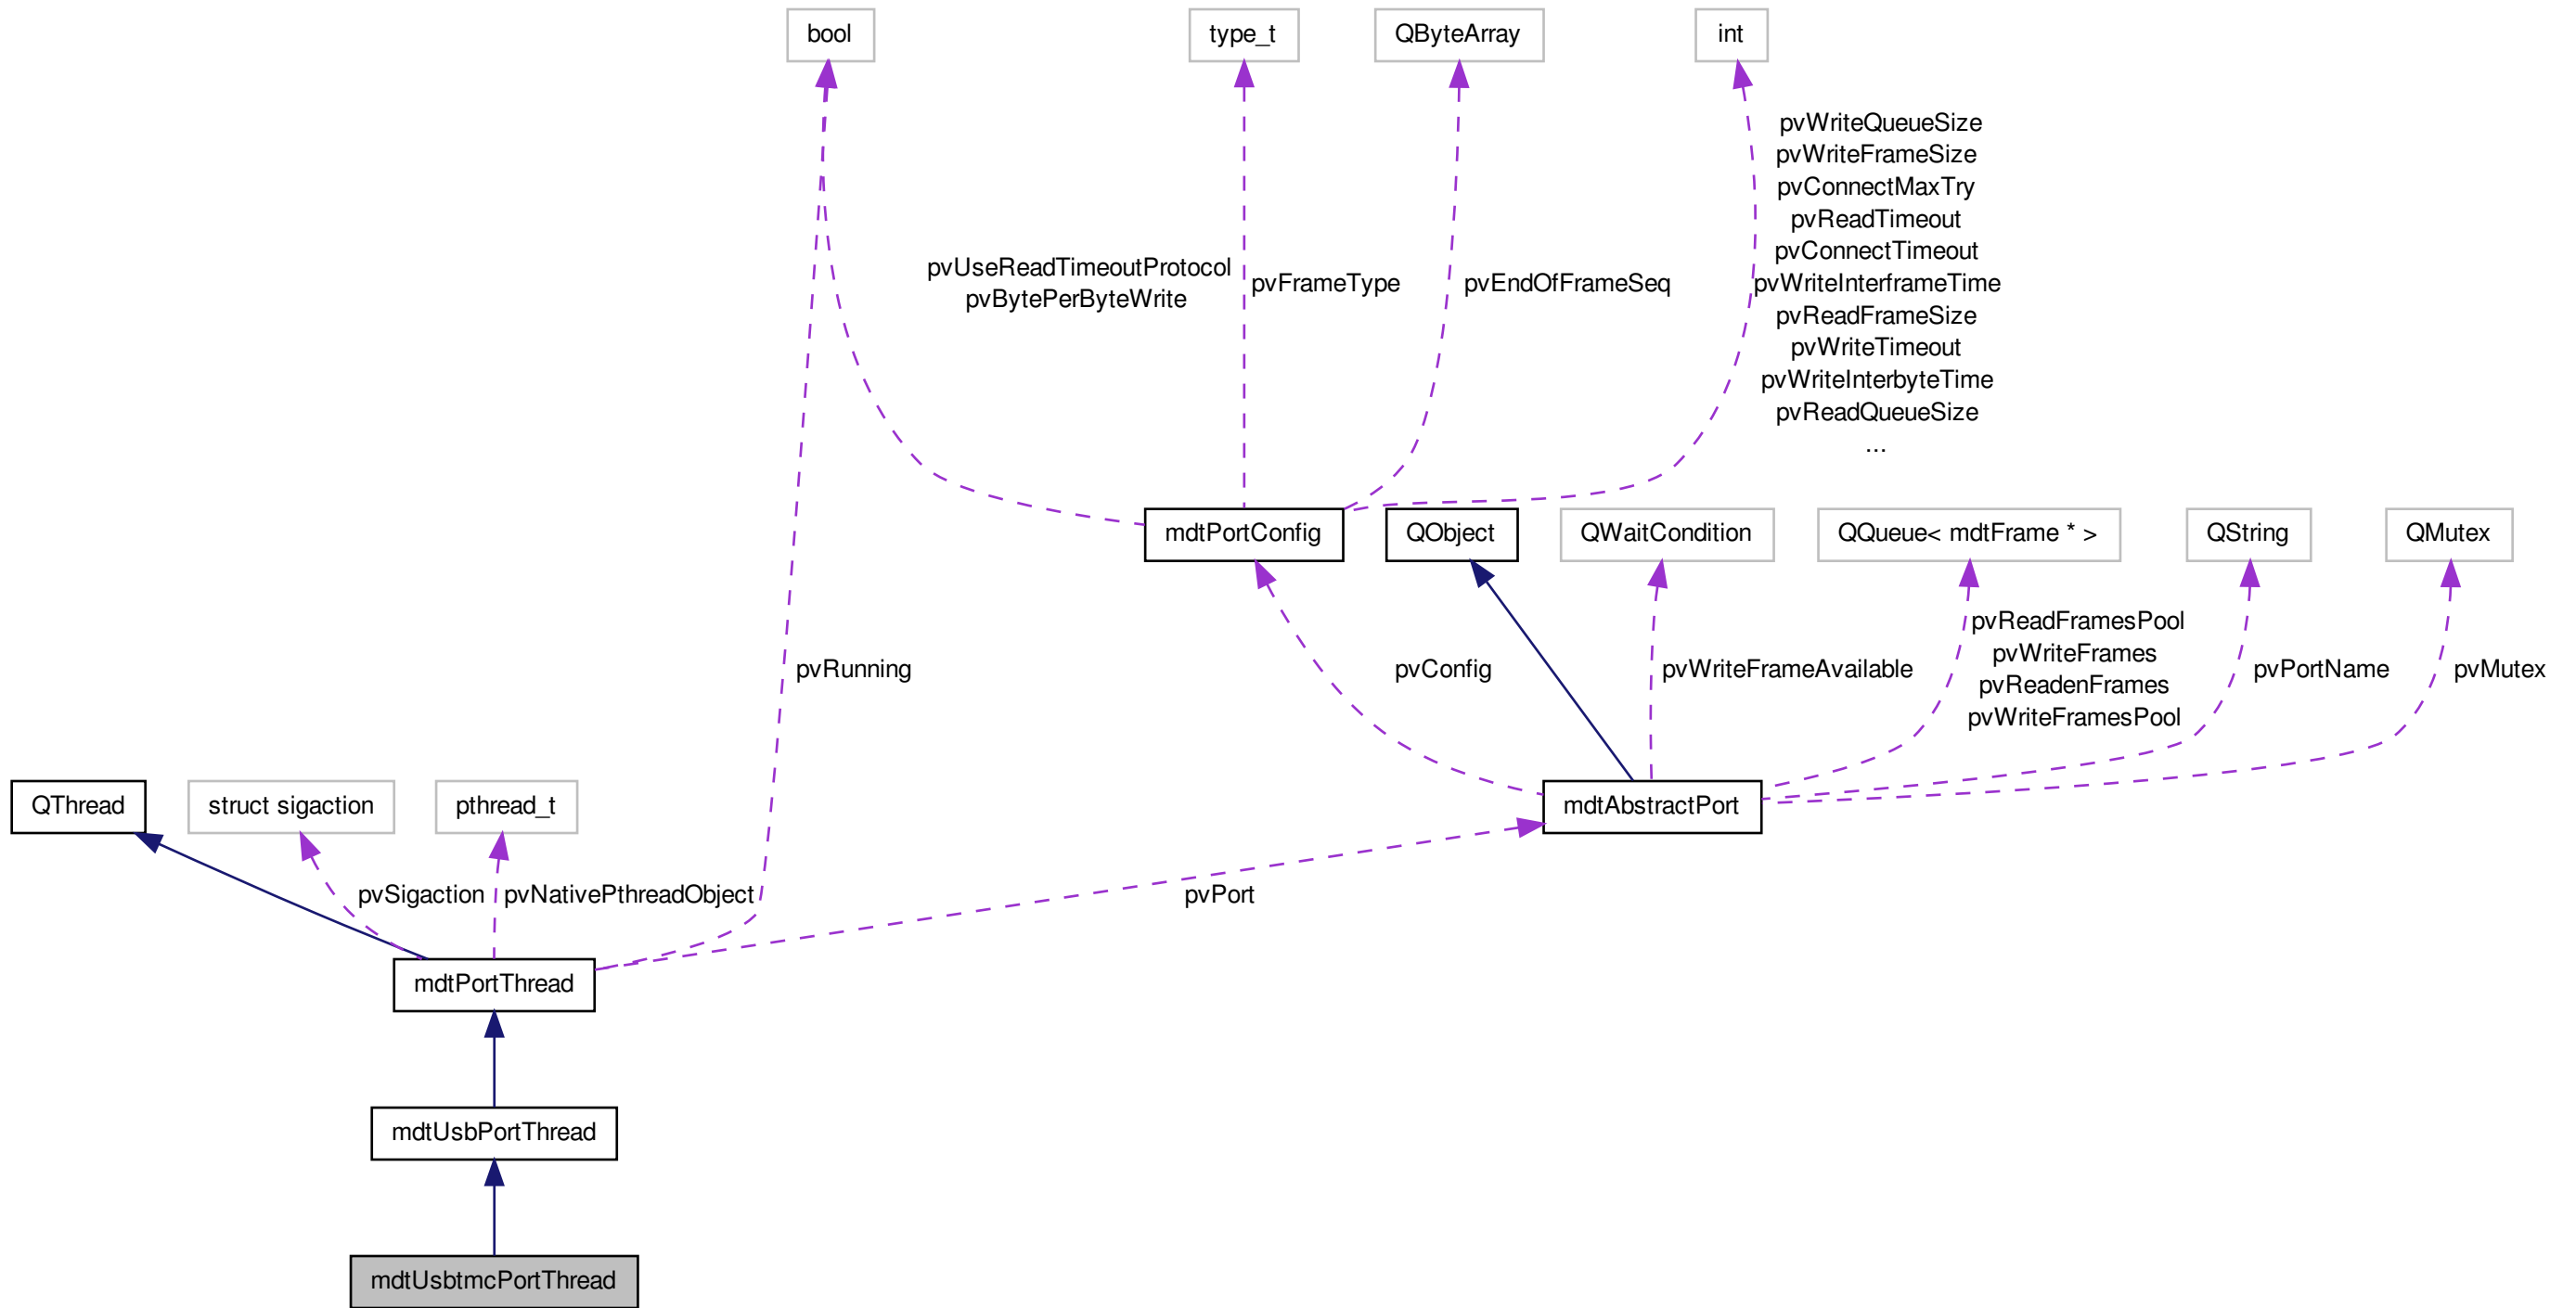 bool
type_t
QByteArray
int
pvWriteQueueSize
pvWriteFrameSize
pvConnectMaxTry
pvReadTimeout
pvConnectTimeout
pvWriteInterframeTime
pvReadFrameSize
pvWriteTimeout
pvWriteInterbyteTime
pvReadQueueSize
...
pvUseReadTimeoutProtocol
pvBytePerByteWrite
pvFrameType
pvEndOfFrameSeq
mdtPortConfig
QObject
QWaitCondition
QQueue< mdtFrame * >
QString
QMutex
pvRunning
pvConfig
pvWriteFrameAvailable
pvReadFramesPool
pvWriteFrames
pvReadenFrames
pvWriteFramesPool
pvPortName
pvMutex
QThread
struct sigaction
pthread_t
mdtAbstractPort
pvSigaction
pvNativePthreadObject
pvPort
mdtPortThread
mdtUsbPortThread
mdtUsbtmcPortThread